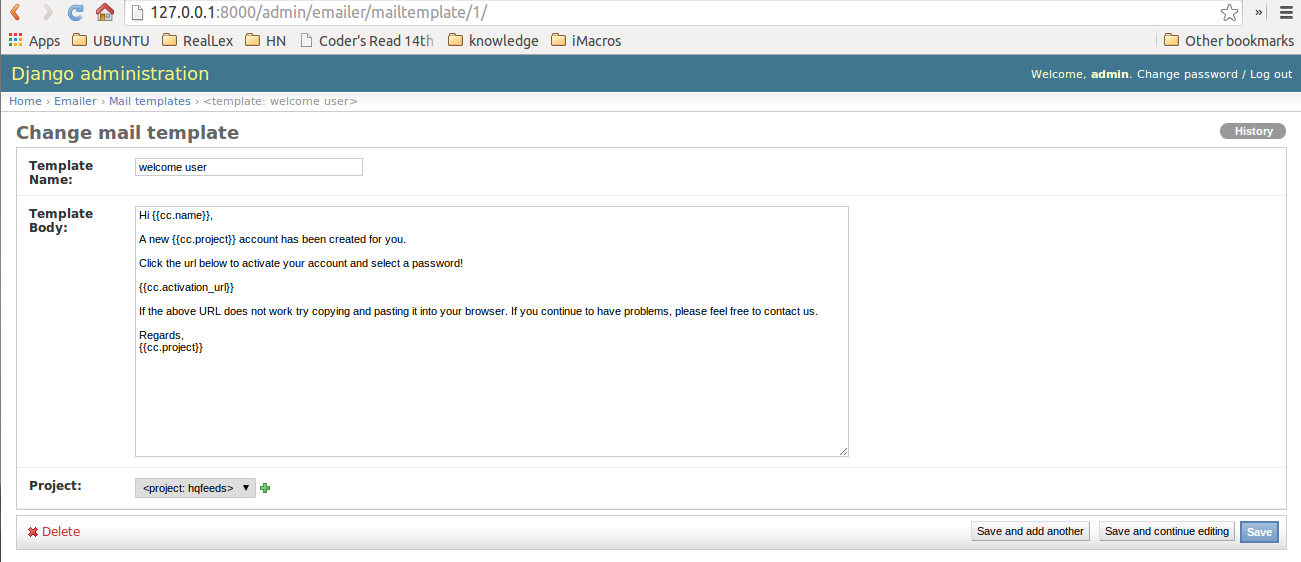 127.0.0.1:8000/admin/emailer/mailtemplate/1/
»
Apps UBUNTU RealLex HN Coder's Read 14th knowledge iMacros Other bookmarks
Django administration
Welcome, admin. Change password / Log out
Home › Emailer › Mail templates › <template: welcome user>
Change mail template
History
Template Name:
welcome user
Template Body:
Hi {{cc.name}},
A new {{cc.project}} account has been created for you.
Click the url below to activate your account and select a password!
{{cc.activation_url}}
If the above URL does not work try copying and pasting it into your browser. If you continue to have problems, please feel free to contact us.
Regards,
{{cc.project}}
Project:
<project: hqfeeds>
Delete
Save and add another
Save and continue editing
Save